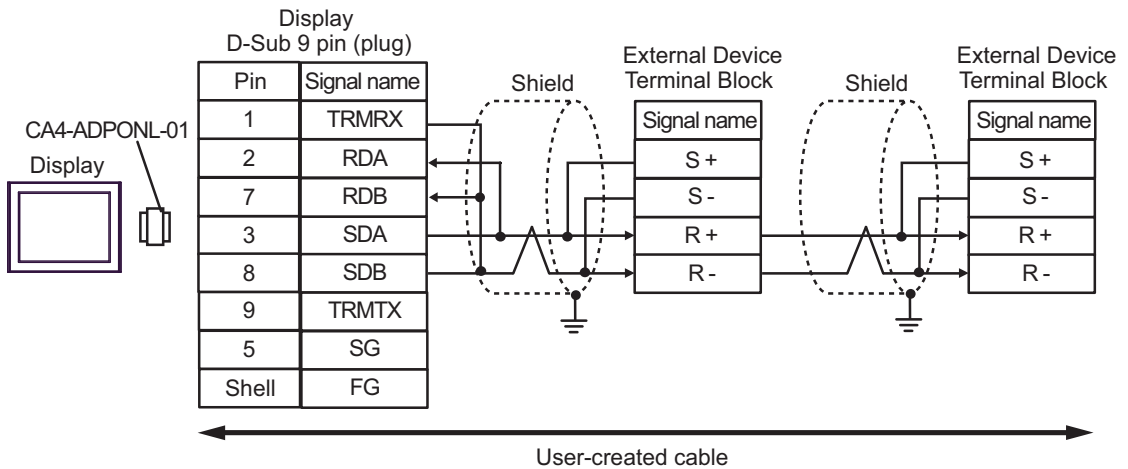 Display
D-Sub 9 pin (plug)
External Device
Terminal Block
External Device
Terminal Block
Pin
Signal name
Shield
Shield
1
TRMRX
Signal name
Signal name
CA4-ADPONL-01
Display
2
RDA
S +
S +
7
RDB
S -
S -
3
SDA
R +
R +
8
SDB
R -
R -
9
TRMTX
5
SG
Shell
FG
User-created cable